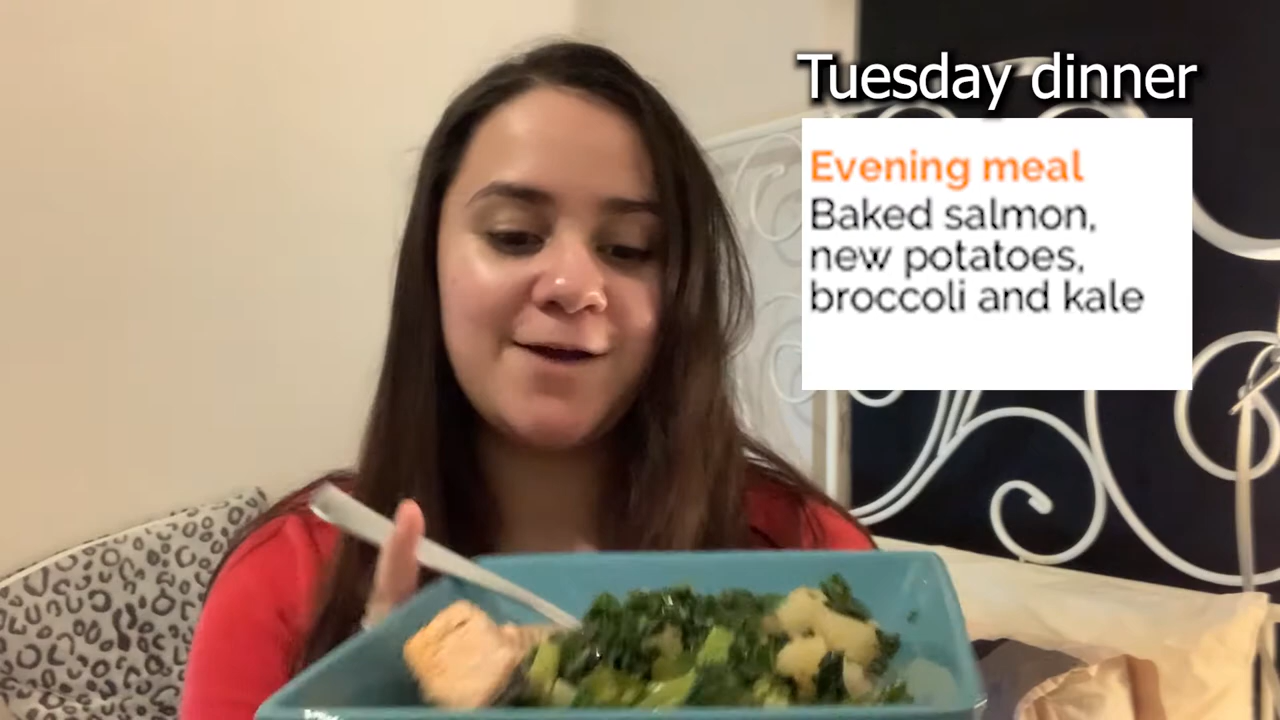 Tuesday dinner
Evening meal
Baked salmon,
new potatoes,
broccoli and kale